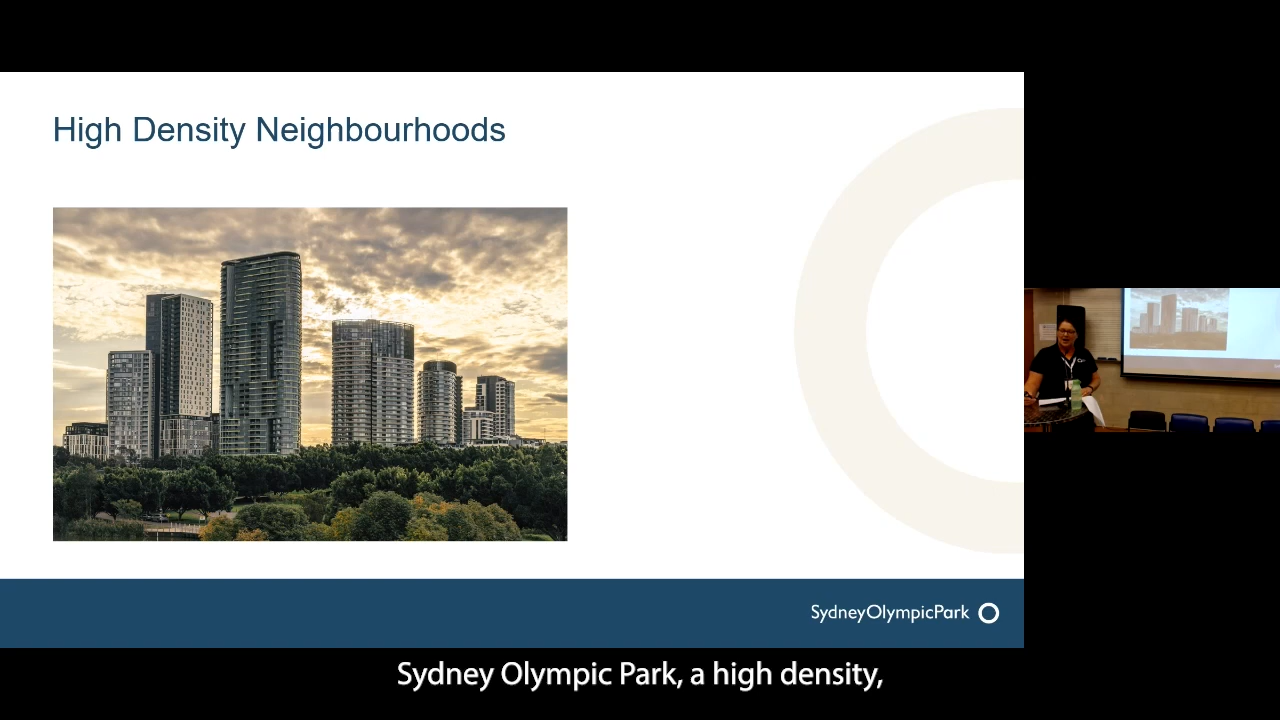 High Density Neighbourhoods
SydneyOlympicPark
Sydney Olympic Park, a high density,